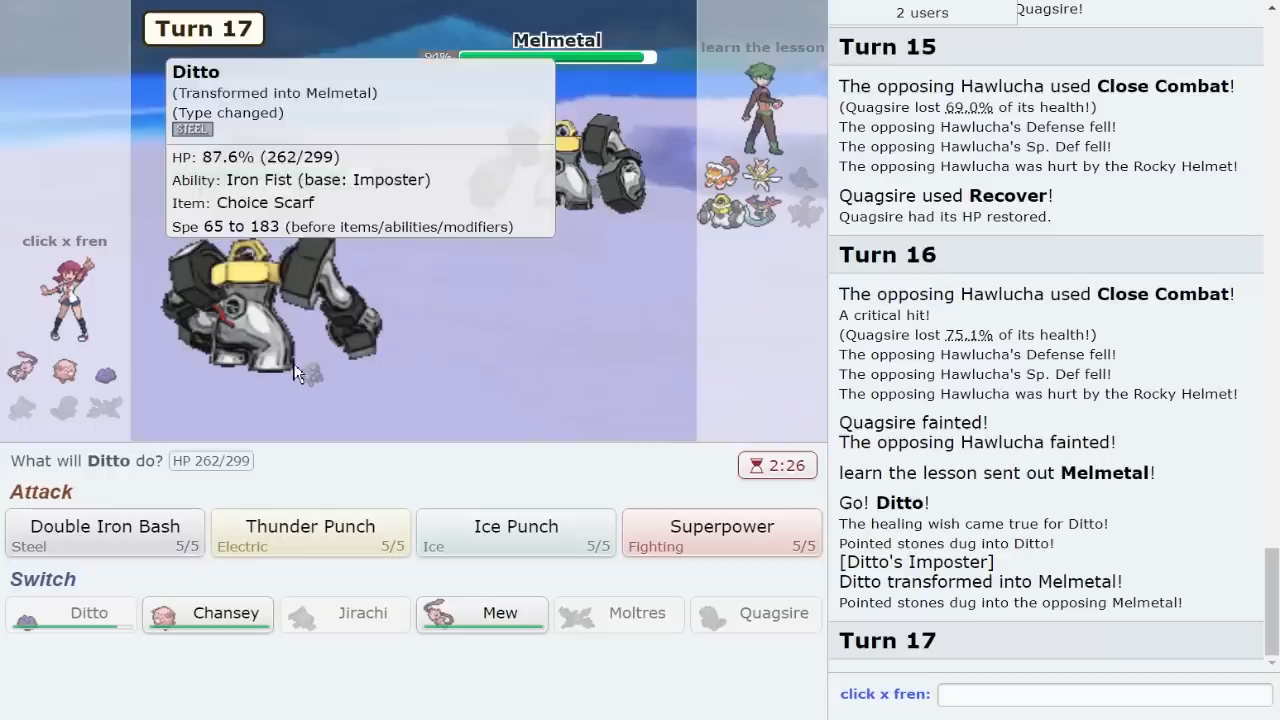 Turn 17
Melmetal
94%
learn the lesson
Ditto
(Transformed into Melmetal)
(Type changed)
STEEL
HP: 87.6% (262/299)
Ability: Iron Fist (base: Imposter)
Item: Choice Scarf
Spe 65 to 183 (before items/abilities/modifiers)
click x fren
What will Ditto do? HP 262/299
2:26
Attack
Double Iron Bash
Steel 5/5
Thunder Punch
Electric 5/5
Ice Punch
Ice 5/5
Superpower
Fighting 5/5
Switch
Ditto
Chansey
Jirachi
Mew
Moltres
Quagsire
2 users
Quagsire!
Turn 15
The opposing Hawlucha used Close Combat!
(Quagsire lost 69.0% of its health!)
The opposing Hawlucha's Defense fell!
The opposing Hawlucha's Sp. Def fell!
The opposing Hawlucha was hurt by the Rocky Helmet!
Quagsire used Recover!
Quagsire had its HP restored.
Turn 16
The opposing Hawlucha used Close Combat!
A critical hit!
(Quagsire lost 75.1% of its health!)
The opposing Hawlucha's Defense fell!
The opposing Hawlucha's Sp. Def fell!
The opposing Hawlucha was hurt by the Rocky Helmet!
Quagsire fainted!
The opposing Hawlucha fainted!
learn the lesson sent out Melmetal!
Go! Ditto!
The healing wish came true for Ditto!
Pointed stones dug into Ditto!
[Ditto's Imposter]
Ditto transformed into Melmetal!
Pointed stones dug into the opposing Melmetal!
Turn 17
click x fren: